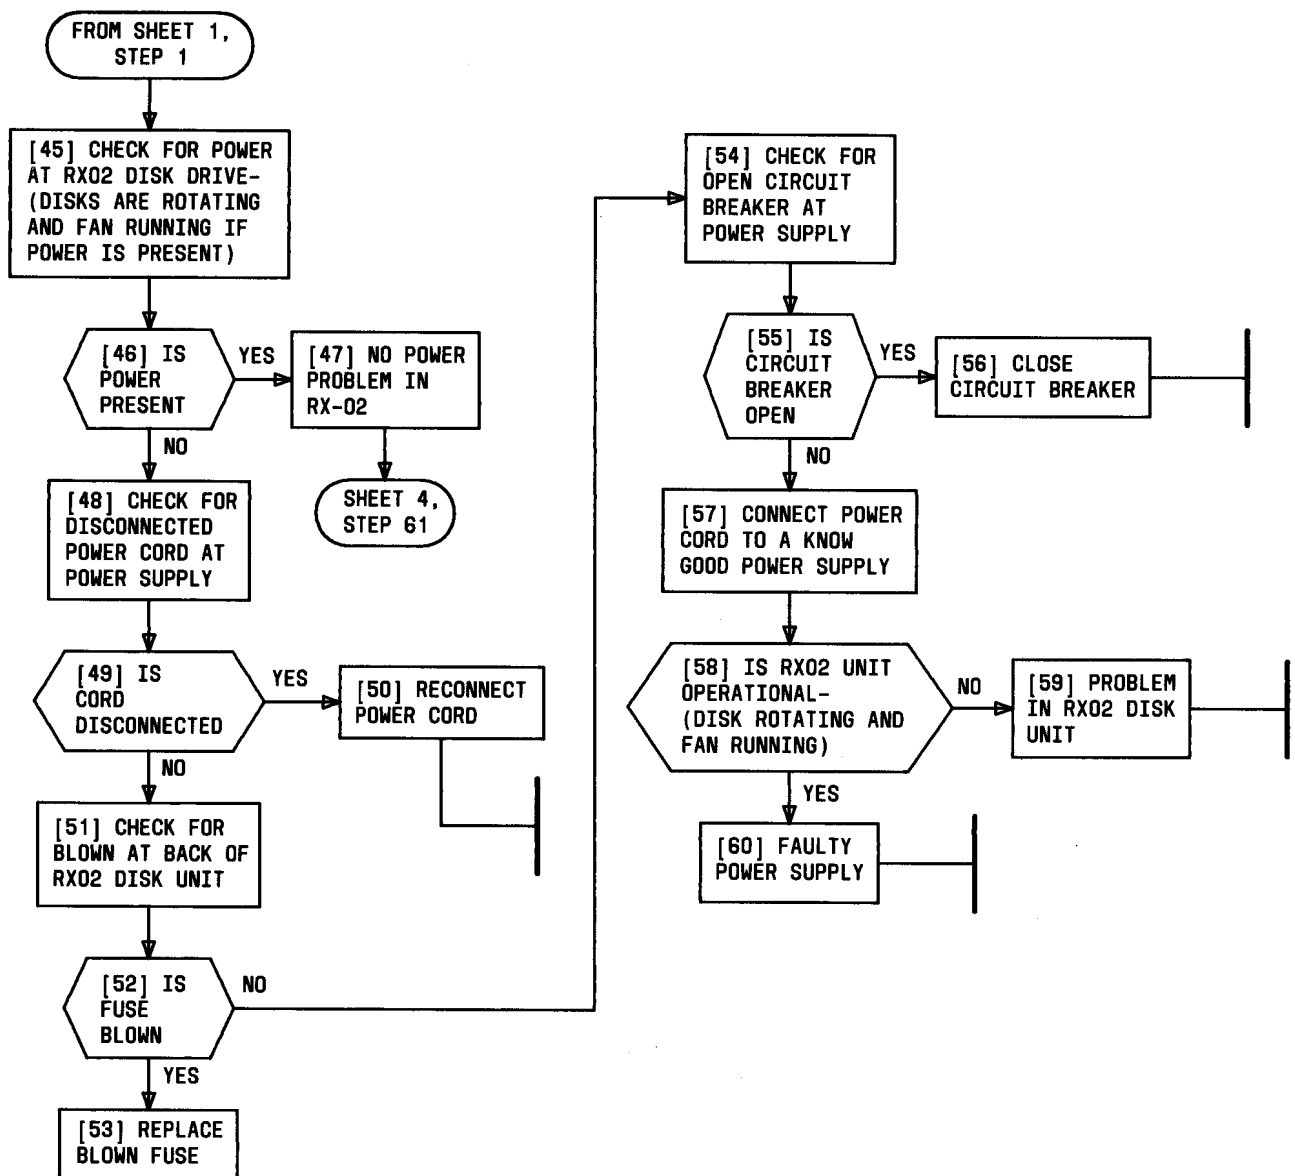 FROM SHEET 1,
STEP 1
[45] CHECK FOR POWER
AT RX02 DISK DRIVE-
(DISKS ARE ROTATING
AND FAN RUNNING IF
POWER IS PRESENT)
[46] IS
POWER
PRESENT
YES
[47] NO POWER
PROBLEM IN
RX-02
NO
SHEET 4,
STEP 61
[48] CHECK FOR
DISCONNECTED
POWER CORD AT
POWER SUPPLY
[49] IS
CORD
DISCONNECTED
YES
[50] RECONNECT
POWER CORD
NO
[51] CHECK FOR
BLOWN AT BACK OF
RX02 DISK UNIT
[52] IS
FUSE
BLOWN
NO
YES
[53] REPLACE
BLOWN FUSE
[54] CHECK FOR
OPEN CIRCUIT
BREAKER AT
POWER SUPPLY
[55] IS
CIRCUIT
BREAKER
OPEN
YES
[56] CLOSE
CIRCUIT BREAKER
NO
[57] CONNECT POWER
CORD TO A KNOW
GOOD POWER SUPPLY
[58] IS RX02 UNIT
OPERATIONAL-
(DISK ROTATING AND
FAN RUNNING)
NO
[59] PROBLEM
IN RX02 DISK
UNIT
YES
[60] FAULTY
POWER SUPPLY